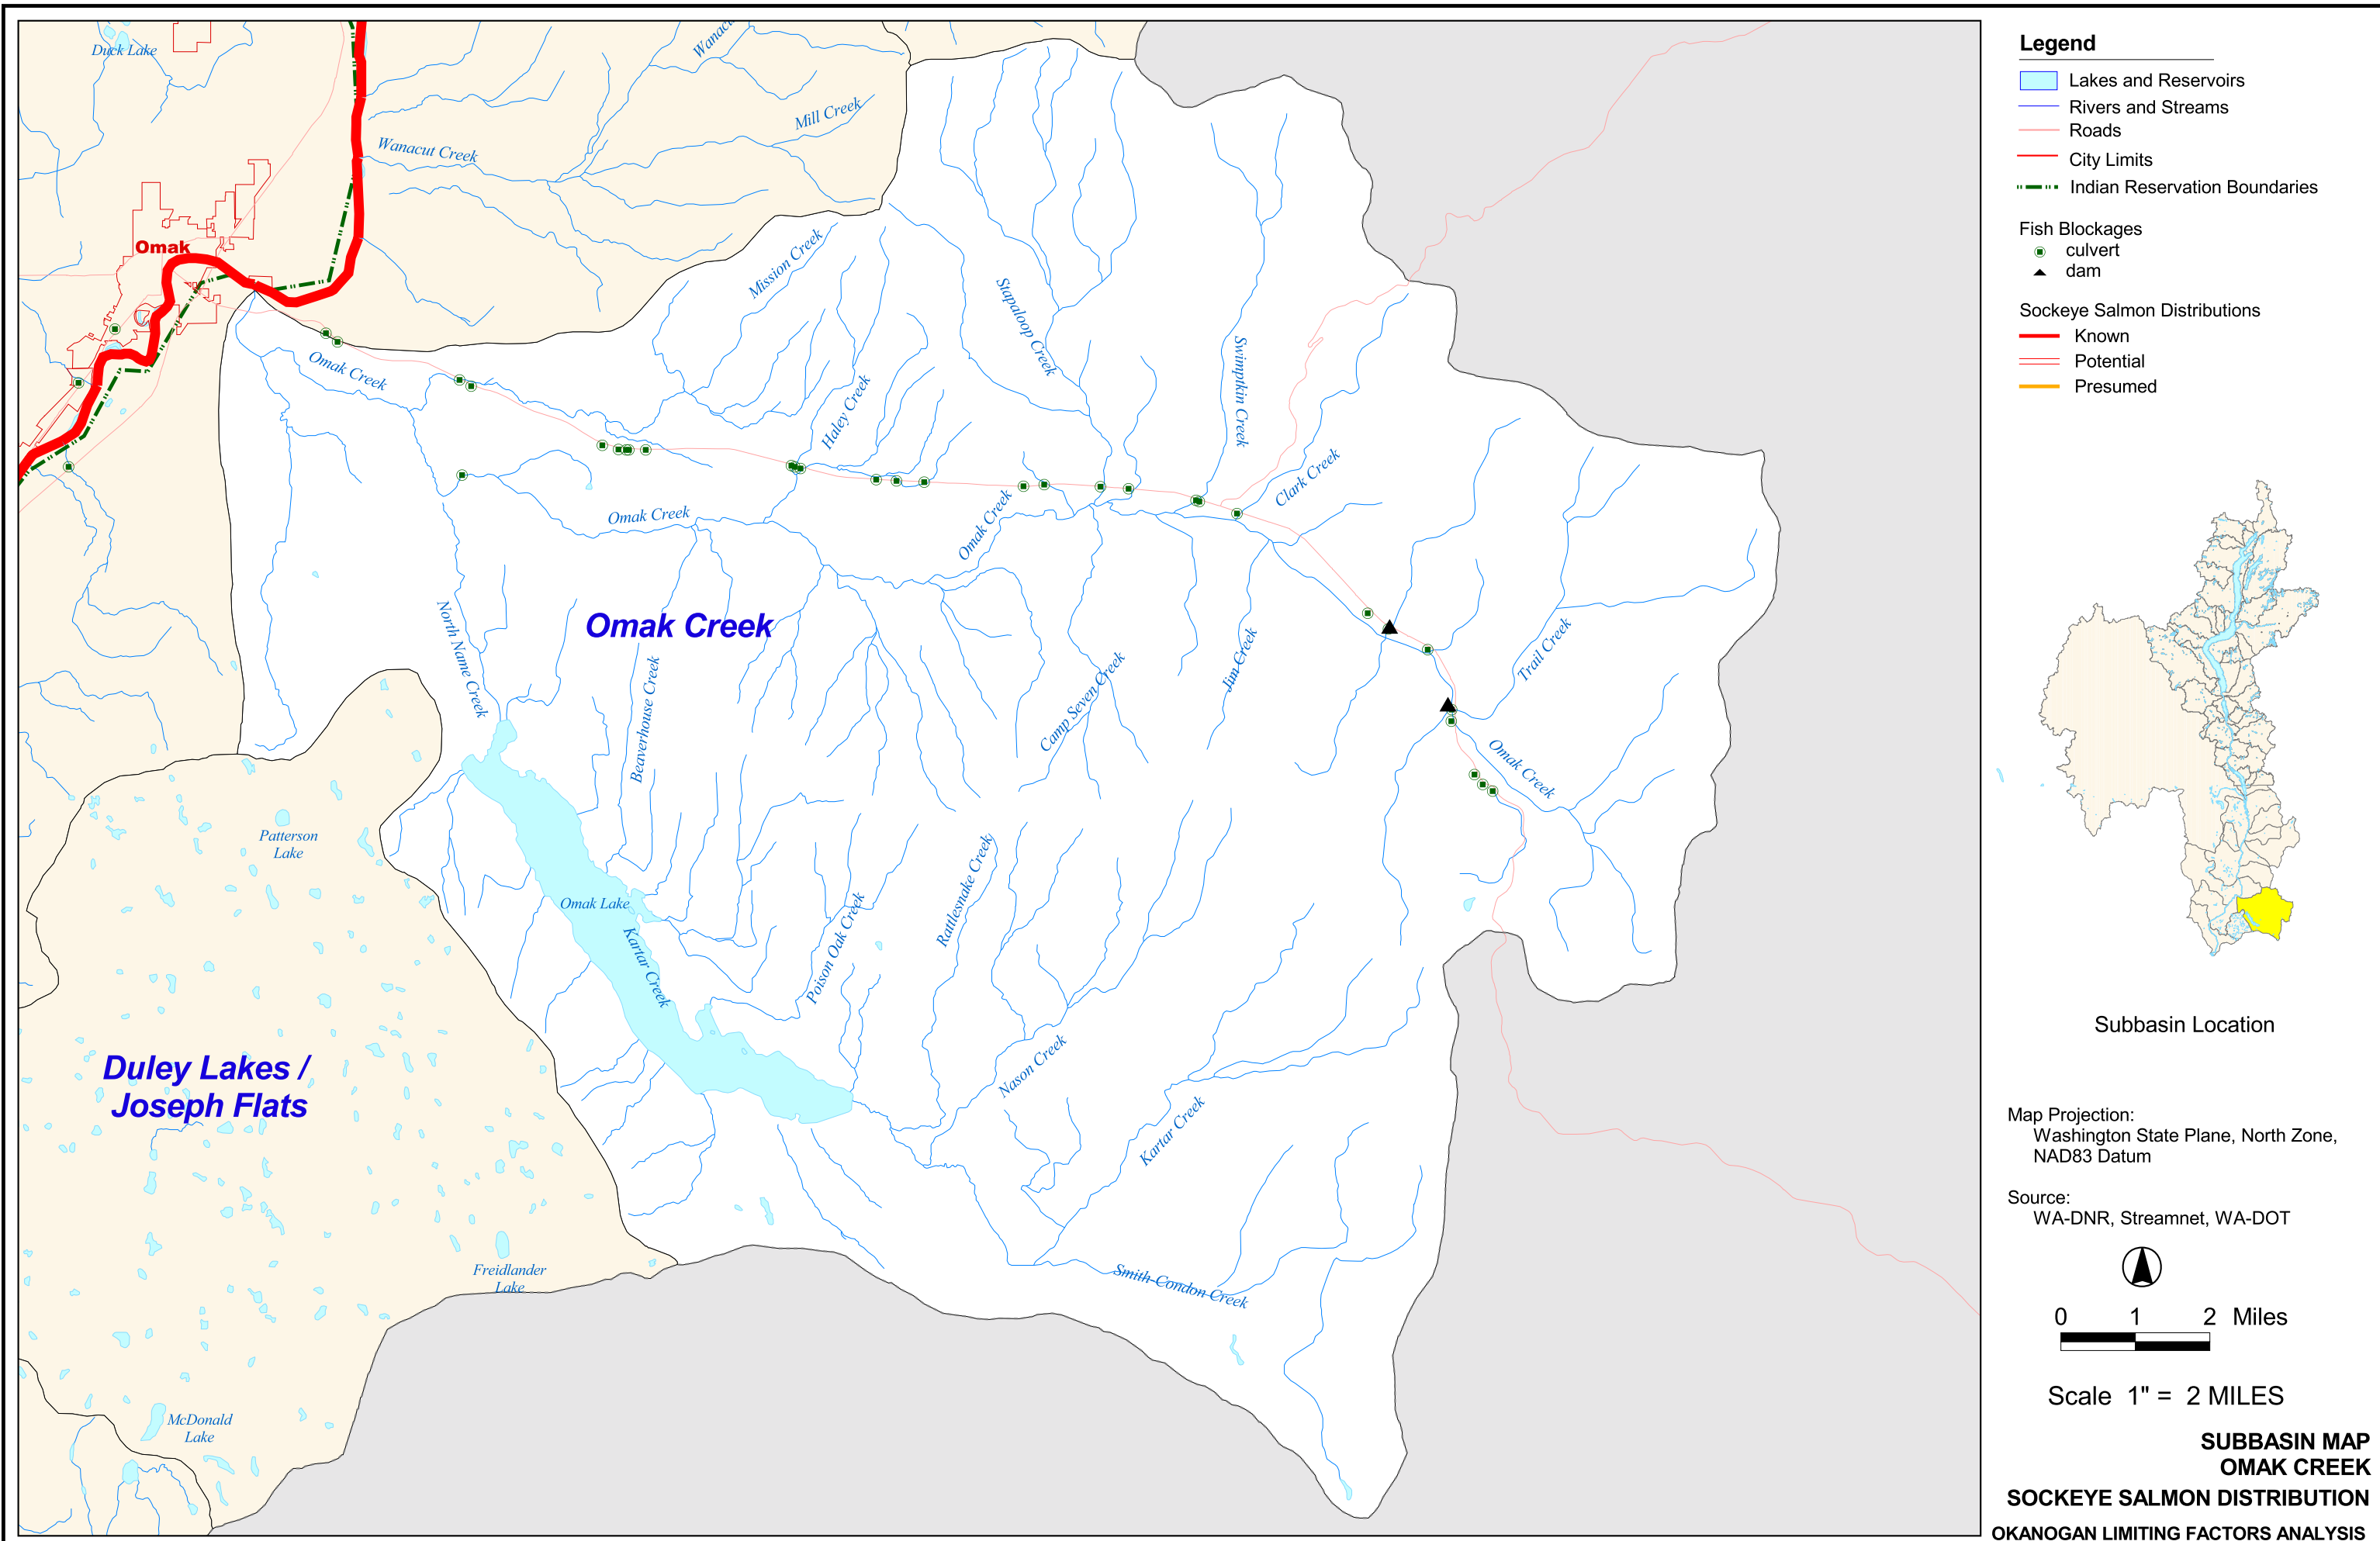 Duck Lake
Wanacu
Mill Creek
Wanacut Creek
Omak
Mission Creek
Stapaloop Creek
Swimptkin Creek
Omak Creek
Haley Creek
Clark Creek
Omak Creek
Omak Creek
North Name Creek
Omak Creek
Beaverhouse Creek
Camp Seven Creek
Jim Creek
Trail Creek
Omak Creek
Patterson
Lake
Omak Lake
Kartar Creek
Poison Oak Creek
Rattlesnake Creek
Nason Creek
Kartar Creek
Duley Lakes /
Joseph Flats
Freidlander
Lake
Smith-Condon Creek
McDonald
Lake
Legend
Lakes and Reservoirs
Rivers and Streams
Roads
City Limits
Indian Reservation Boundaries
Fish Blockages
culvert
dam
Sockeye Salmon Distributions
Known
Potential
Presumed
Subbasin Location
Map Projection:
Washington State Plane, North Zone,
NAD83 Datum
Source:
WA-DNR, Streamnet, WA-DOT
0 1 2 Miles
Scale 1" = 2 MILES
SUBBASIN MAP
OMAK CREEK
SOCKEYE SALMON DISTRIBUTION
OKANOGAN LIMITING FACTORS ANALYSIS